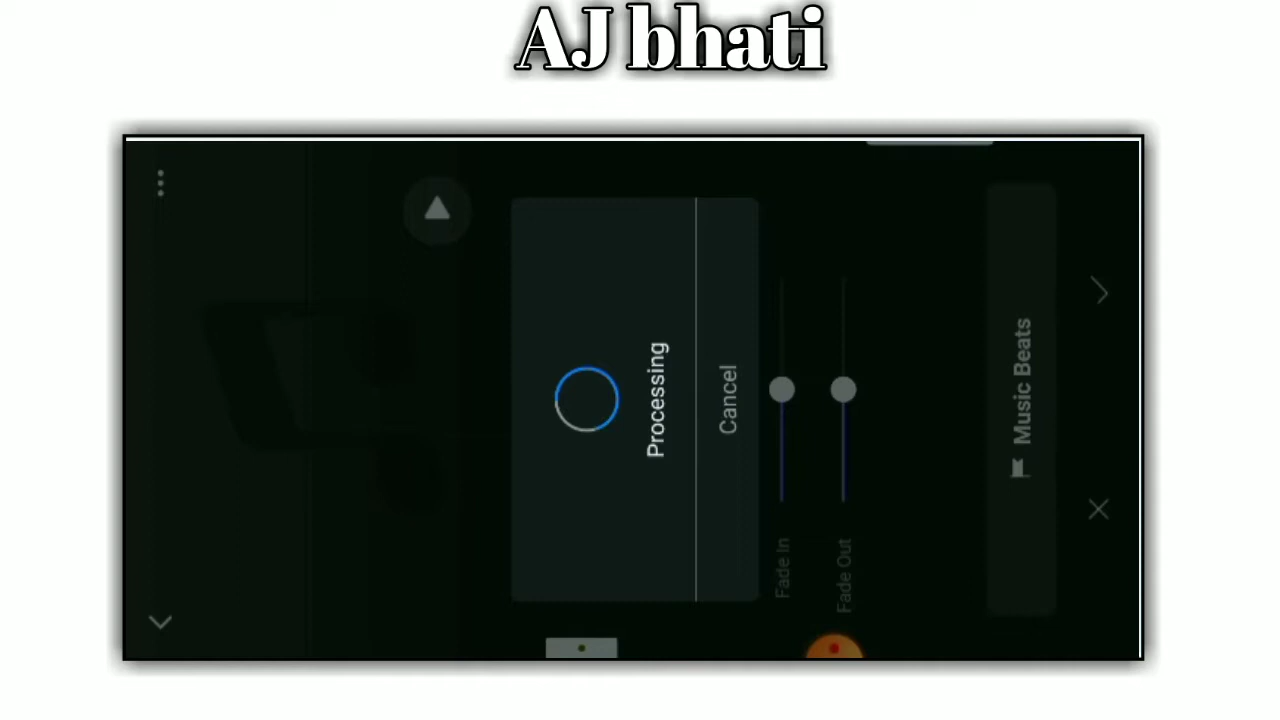 AJ bhati
Processing
Cancel
Fade In
Fade Out
Music Beats